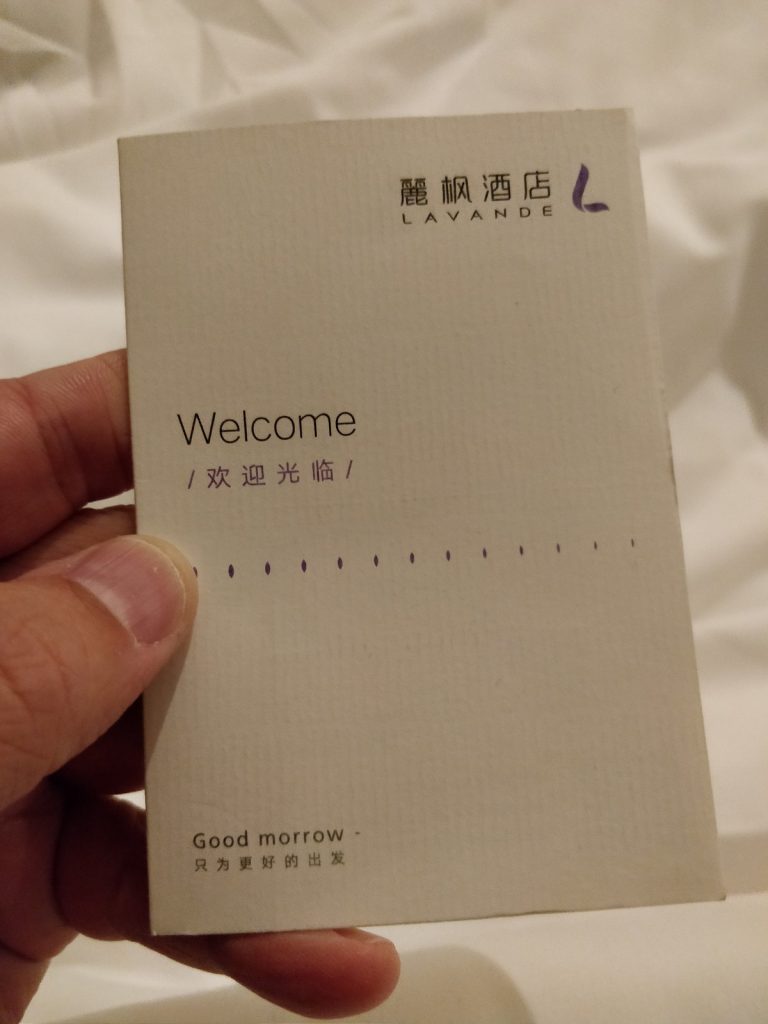 麗枫酒店
LAVANDE
Welcome
/欢迎光临/
Good morrow -
只为更好的出发